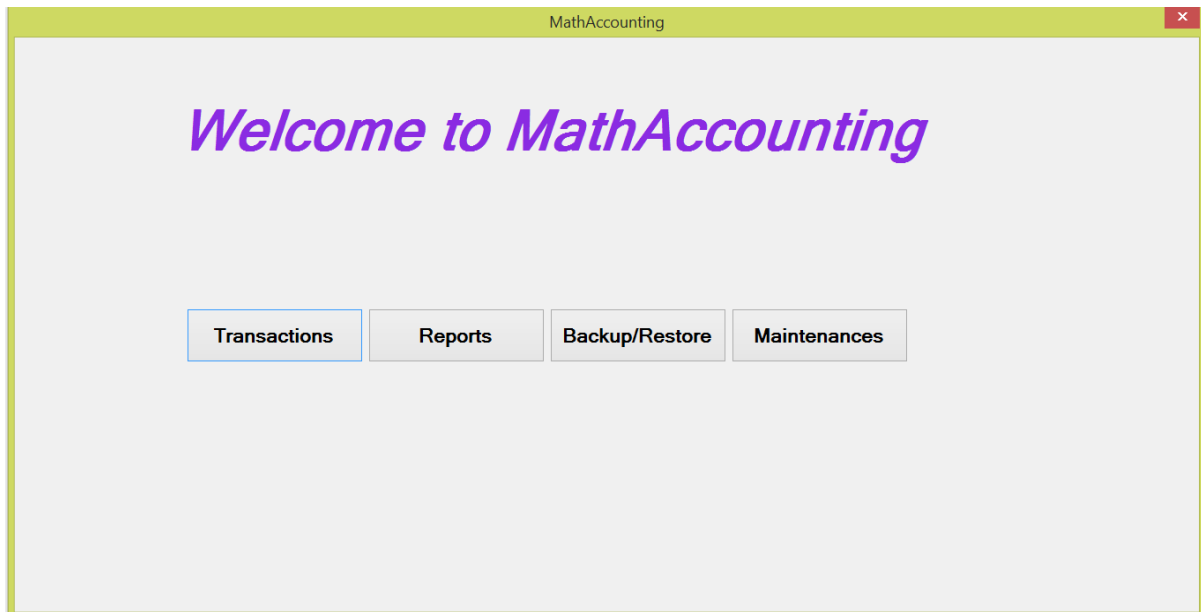 MathAccounting
Welcome to MathAccounting
Transactions Reports Backup/Restore Maintenances